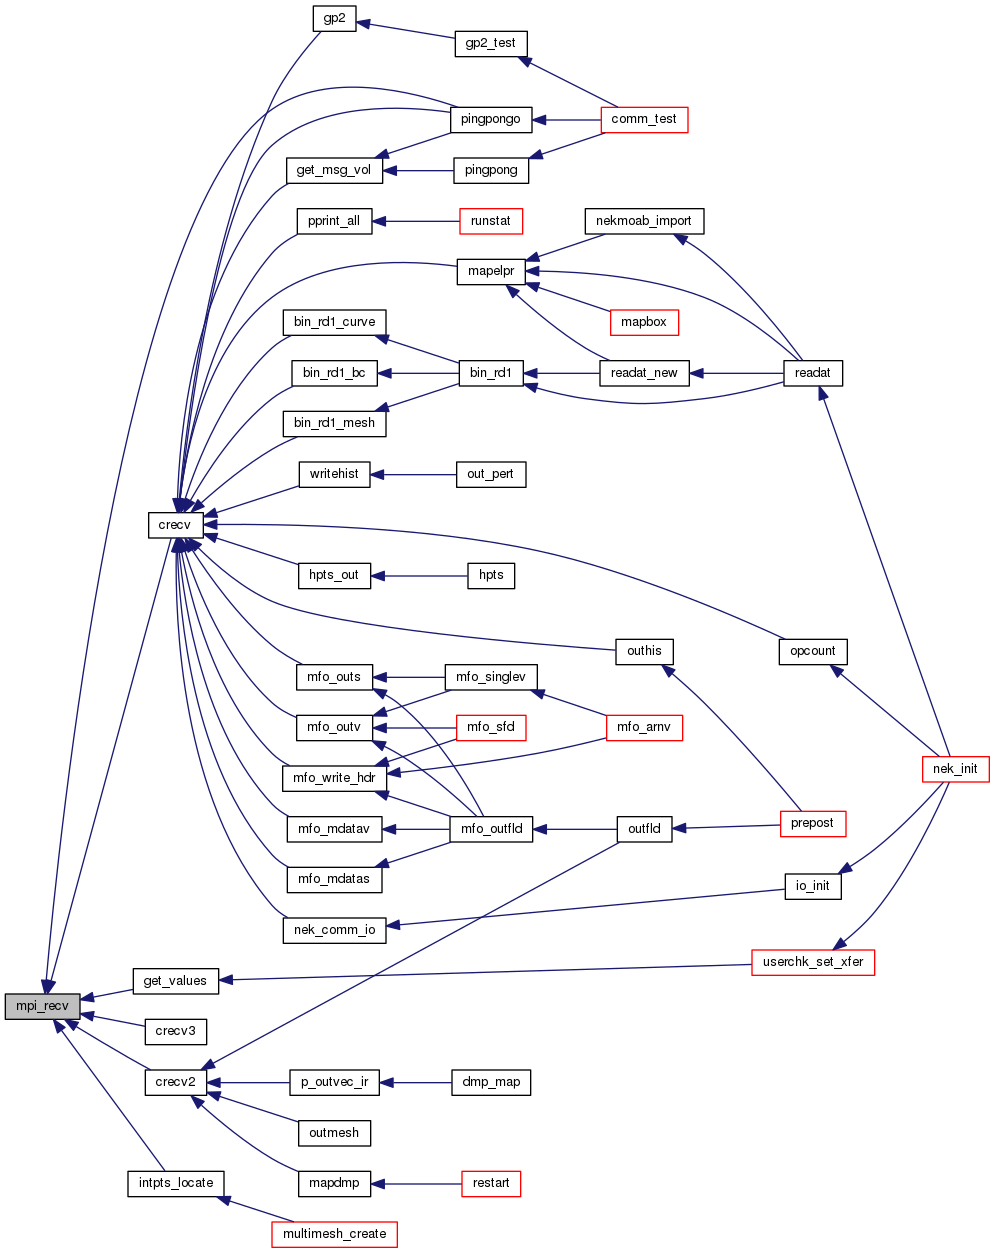 gp2
gp2_test
pingpongo
comm_test
get_msg_vol
pingpong
pprint_all
runstat
nekmoab_import
mapelpr
bin_rd1_curve
mapbox
bin_rd1_bc
bin_rd1
readat_new
readat
bin_rd1_mesh
writehist
out_pert
crecv
hpts_out
hpts
outhis
opcount
mfo_outs
mfo_singlev
mfo_outv
mfo_sfd
mfo_arnv
mfo_write_hdr
nek_init
mfo_mdatav
mfo_outfld
outfld
prepost
mfo_mdatas
io_init
nek_comm_io
userchk_set_xfer
get_values
mpi_recv
crecv3
crecv2
p_outvec_ir
dmp_map
outmesh
intpts_locate
mapdmp
restart
multimesh_create